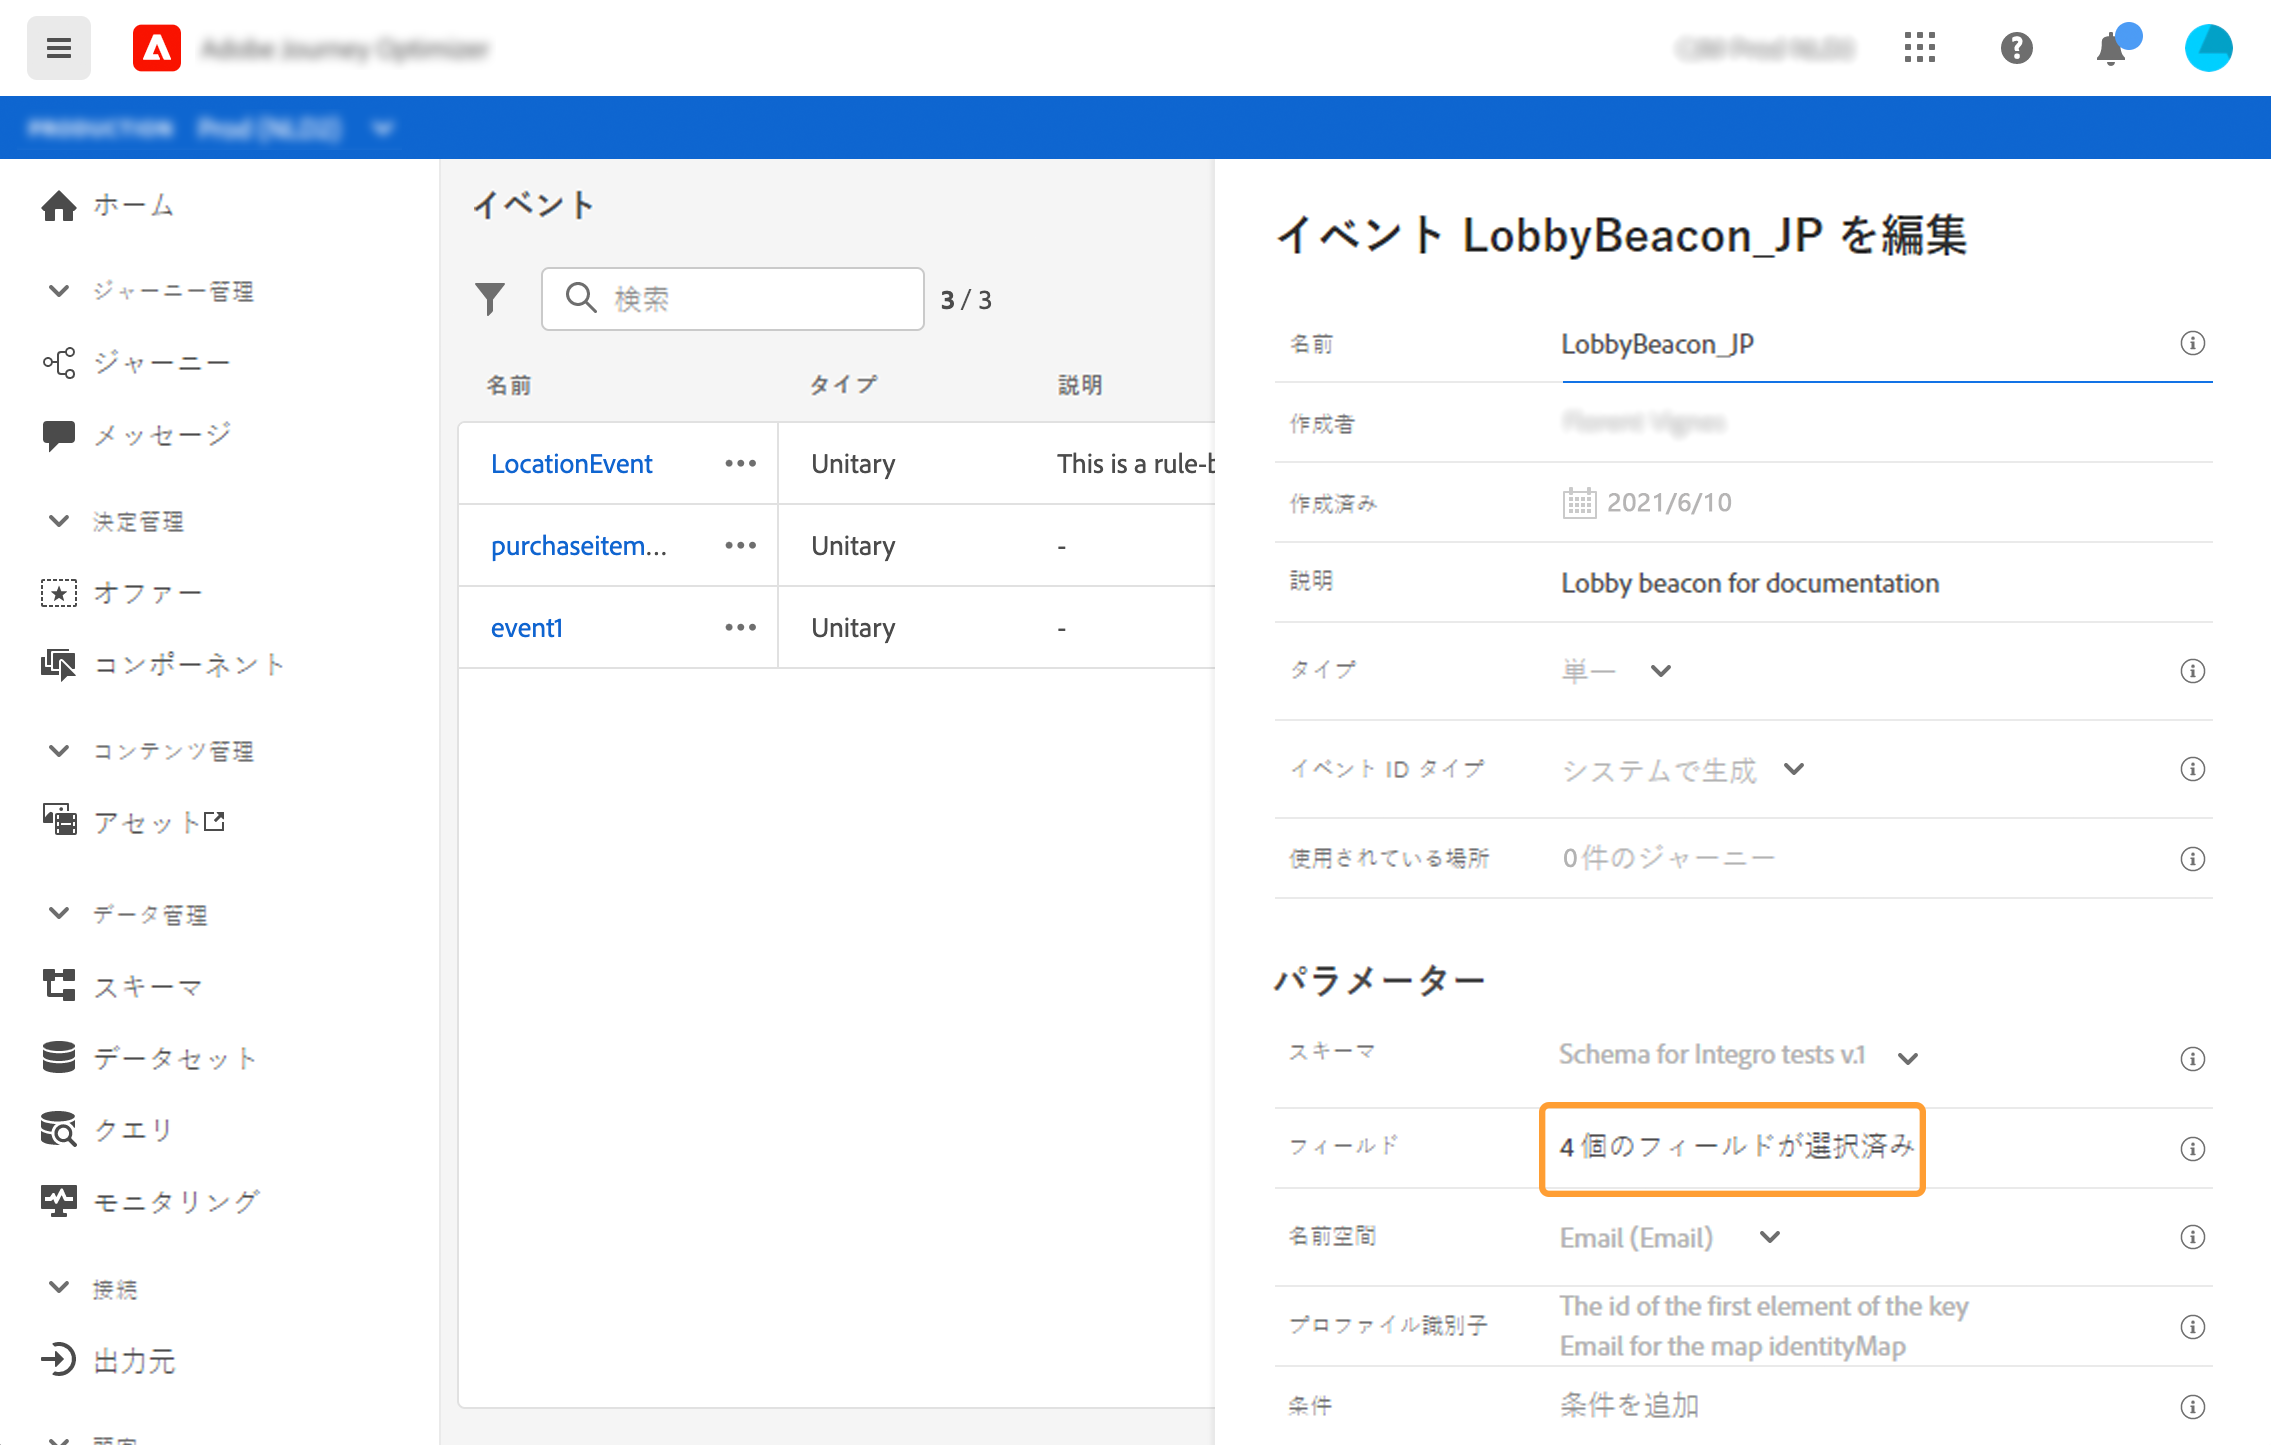 ホーム
ジャーニー管理
ジャーニー
メッセージ
決定管理
オファー
コンポーネント
コンテンツ管理
アセット
データ管理
スキーマ
データセット
クエリ
モニタリング
接続
出力元
イベント
検索
3 / 3
名前 タイプ 説明
LocationEvent ••• Unitary This is a rule-b
purchaseitem... ••• Unitary -
event1 ••• Unitary -
イベント LobbyBeacon_JP を編集
名前 LobbyBeacon_JP
作成者
作成済み 2021/6/10
説明 Lobby beacon for documentation
タイプ 単一
イベント ID タイプ システムで生成
使用されている場所 0 件のジャーニー
パラメーター
スキーマ Schema for Integro tests v.1
フィールド 4 個のフィールドが選択済み
名前空間 Email (Email)
プロファイル識別子 The id of the first element of the key
Email for the map identityMap
条件 条件を追加